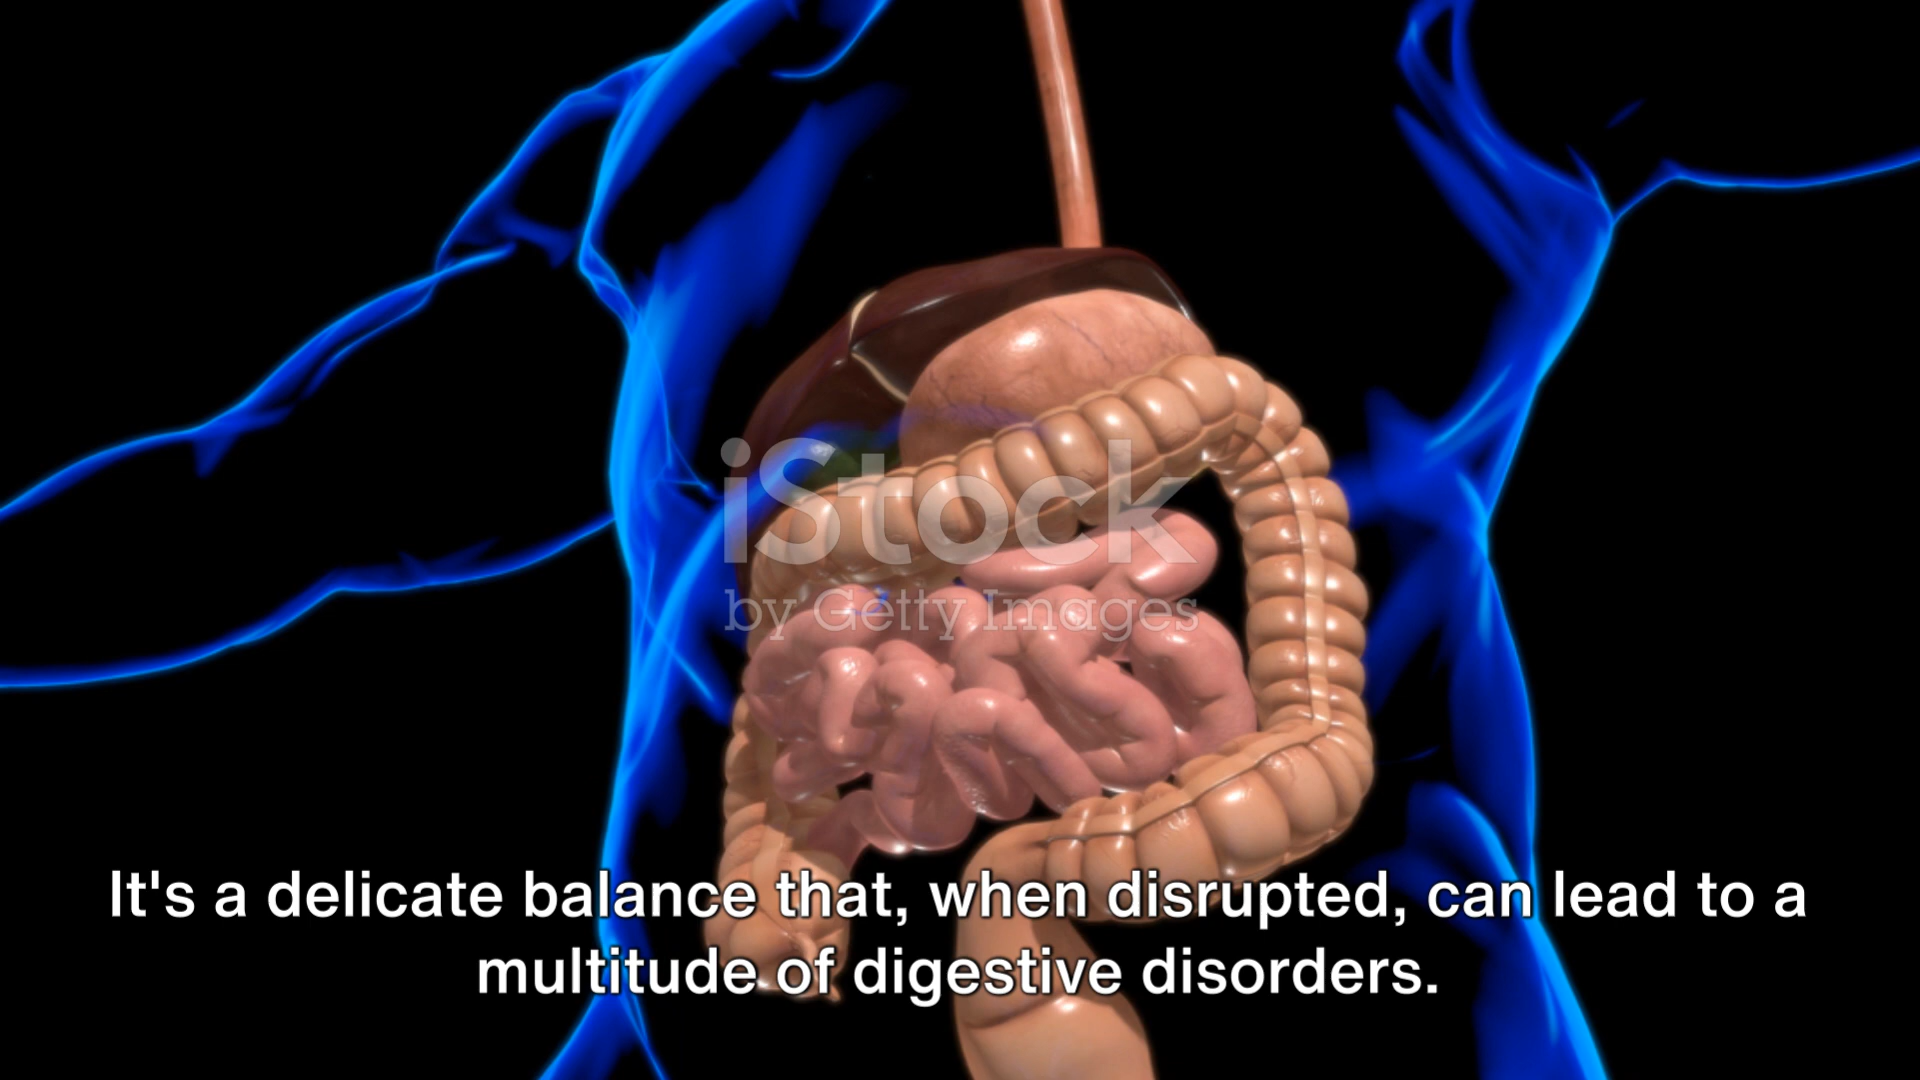 iStock
by Getty Images
It's a delicate balance that, when disrupted, can lead to a
multitude of digestive disorders.